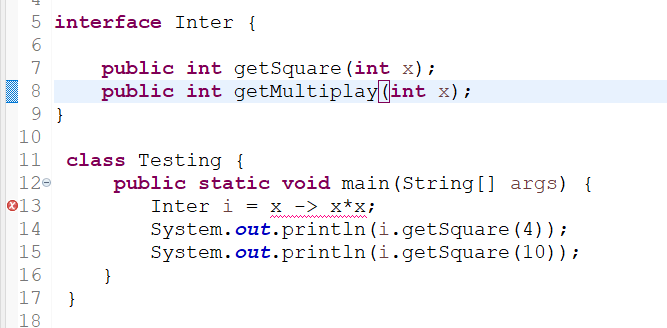 5 interface Inter {
6
7 public int getSquare(int x);
8 public int getMultiplay(int x);
9 }
10
11 class Testing {
12 public static void main(String[] args) {
13 Inter i = x -> x*x;
14 System.out.println(i.getSquare(4));
15 System.out.println(i.getSquare(10));
16 }
17 }
18